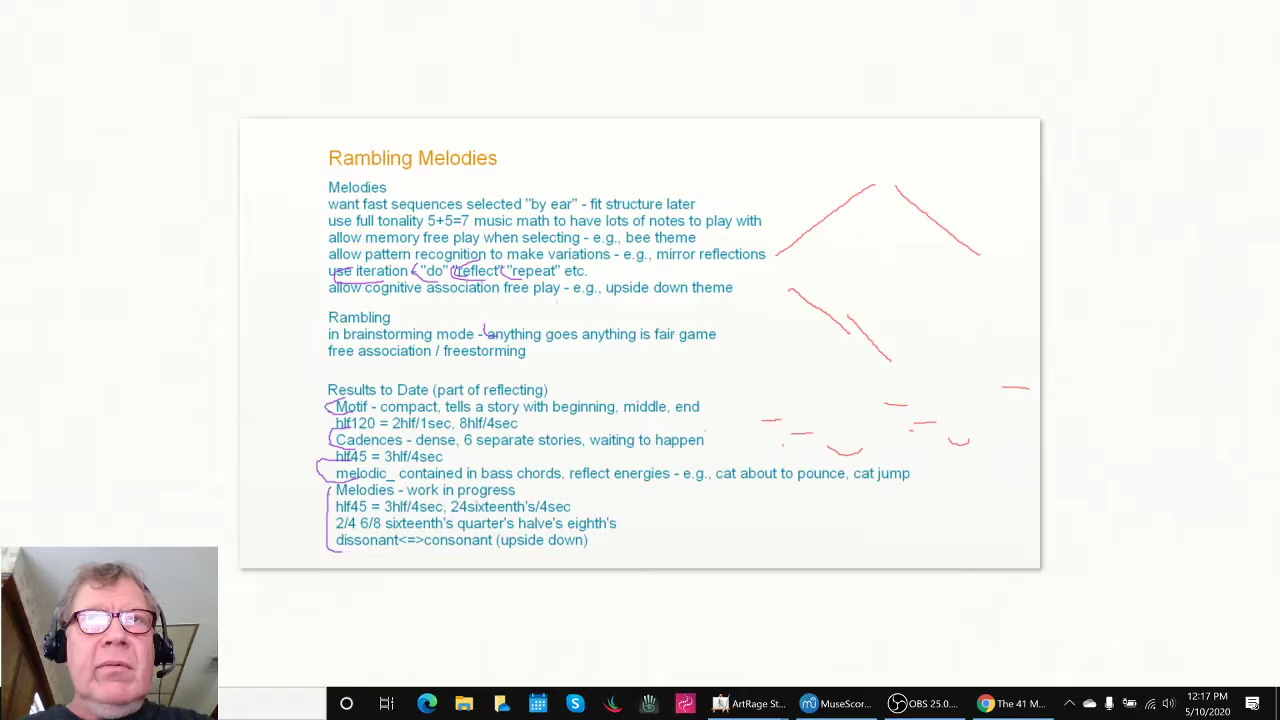 Rambling Melodies
Melodies
want fast sequences selected "by ear" - fit structure later
use full tonality 5+5=7 music math to have lots of notes to play with
allow memory free play when selecting - e.g., bee theme
allow pattern recognition to make variations - e.g., mirror reflections
use iteration - "do" "reflect" "repeat" etc.
allow cognitive association free play - e.g., upside down theme
Rambling
in brainstorming mode - anything goes anything is fair game
free association / freestorming
Results to Date (part of reflecting)
Motif - compact, tells a story with beginning, middle, end
hlf120 = 2hlf/1sec, 8hlf/4sec
Cadences - dense, 6 separate stories, waiting to happen
hlf45 = 3hlf/4sec
melodic_ contained in bass chords, reflect energies - e.g., cat about to pounce, cat jump
Melodies - work in progress
hlf45 = 3hlf/4sec, 24sixteenth's/4sec
2/4 6/8 sixteenth's quarter's halve's eighth's
dissonant<=>consonant (upside down)
ArtRage St... MuseScor... OBS 25.0.... The 41 M... 12:17 PM
5/10/2020